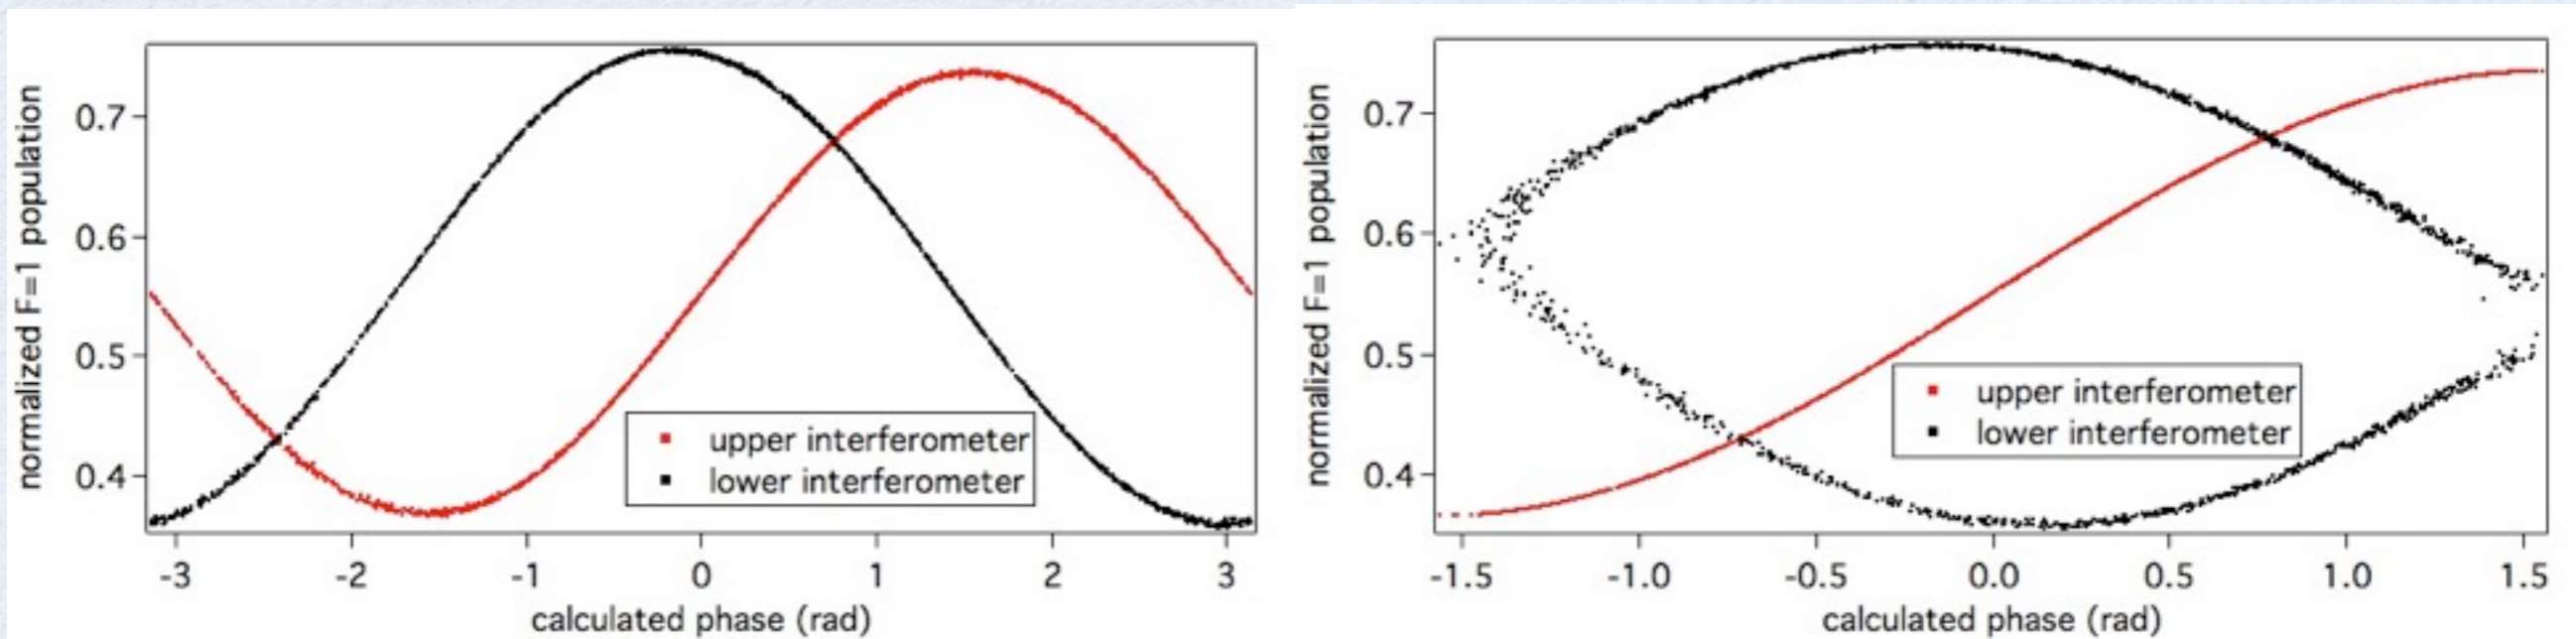 normalized F=1 population
0.7
0.6
0.5
0.4
upper interferometer
lower interferometer
-3 -2 -1 0 1 2 3
calculated phase (rad)
normalized F=1 population
0.7
0.6
0.5
0.4
upper interferometer
lower interferometer
-1.5 -1.0 -0.5 0.0 0.5 1.0 1.5
calculated phase (rad)